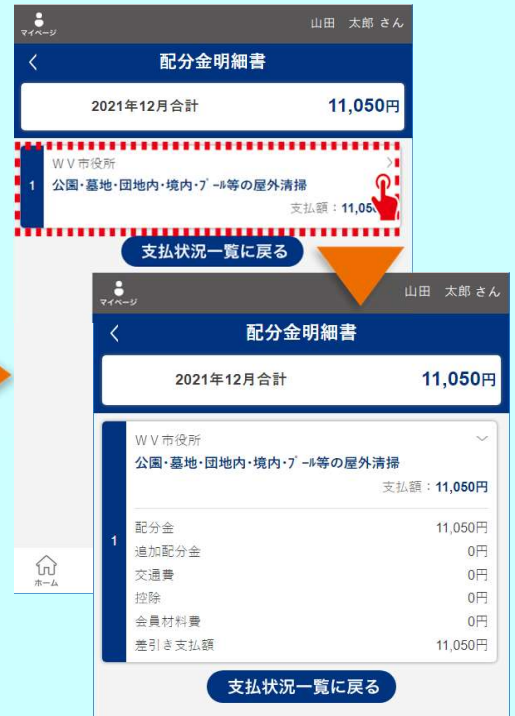 マイページ
山田 太郎 さん
配分金明細書
2021年12月合計 11,050円
WV市役所
1 公園・墓地・団地内・境内・プール等の屋外清掃
支払額：11,05
支払状況一覧に戻る
ホーム
マイページ
山田 太郎 さん
配分金明細書
2021年12月合計 11,050円
WV市役所
公園・墓地・団地内・境内・プール等の屋外清掃
支払額：11,050円
1
配分金 11,050円
追加配分金 0円
交通費 0円
控除 0円
会員材料費 0円
差引き支払額 11,050円
支払状況一覧に戻る